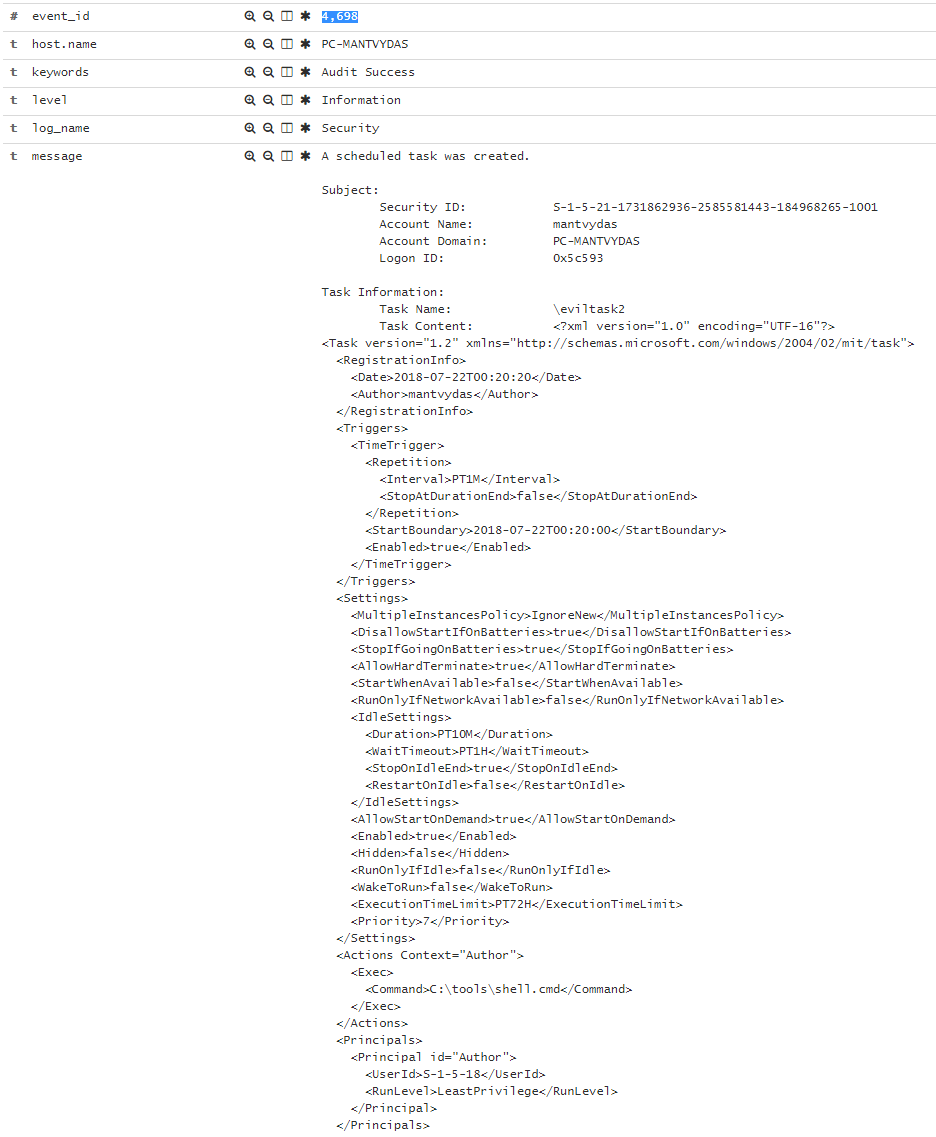 # event_id 4,698
t host.name PC-MANTVYDAS
t keywords Audit Success
t level Information
t log_name Security
t message A scheduled task was created.
Subject:
Security ID: S-1-5-21-1731862936-2585581443-184968265-1001
Account Name: mantvydas
Account Domain: PC-MANTVYDAS
Logon ID: 0x5c593
Task Information:
Task Name: \eviltask2
Task Content: <?xml version="1.0" encoding="UTF-16"?>
<Task version="1.2" xmlns="http://schemas.microsoft.com/windows/2004/02/mit/task">
<RegistrationInfo>
<Date>2018-07-22T00:20:20</Date>
<Author>mantvydas</Author>
</RegistrationInfo>
<Triggers>
<TimeTrigger>
<Repetition>
<Interval>PT1M</Interval>
<StopAtDurationEnd>false</StopAtDurationEnd>
</Repetition>
<StartBoundary>2018-07-22T00:20:00</StartBoundary>
<Enabled>true</Enabled>
</TimeTrigger>
</Triggers>
<Settings>
<MultipleInstancesPolicy>IgnoreNew</MultipleInstancesPolicy>
<DisallowStartIfOnBatteries>true</DisallowStartIfOnBatteries>
<StopIfGoingOnBatteries>true</StopIfGoingOnBatteries>
<AllowHardTerminate>true</AllowHardTerminate>
<StartWhenAvailable>false</StartWhenAvailable>
<RunOnlyIfNetworkAvailable>false</RunOnlyIfNetworkAvailable>
<IdleSettings>
<Duration>PT10M</Duration>
<WaitTimeout>PT1H</WaitTimeout>
<StopOnIdleEnd>true</StopOnIdleEnd>
<RestartOnIdle>false</RestartOnIdle>
</IdleSettings>
<AllowStartOnDemand>true</AllowStartOnDemand>
<Enabled>true</Enabled>
<Hidden>false</Hidden>
<RunOnlyIfIdle>false</RunOnlyIfIdle>
<WakeToRun>false</WakeToRun>
<ExecutionTimeLimit>PT72H</ExecutionTimeLimit>
<Priority>7</Priority>
</Settings>
<Actions Context="Author">
<Exec>
<Command>C:\tools\shell.cmd</Command>
</Exec>
</Actions>
<Principals>
<Principal id="Author">
<UserId>S-1-5-18</UserId>
<RunLevel>LeastPrivilege</RunLevel>
</Principal>
</Principals>